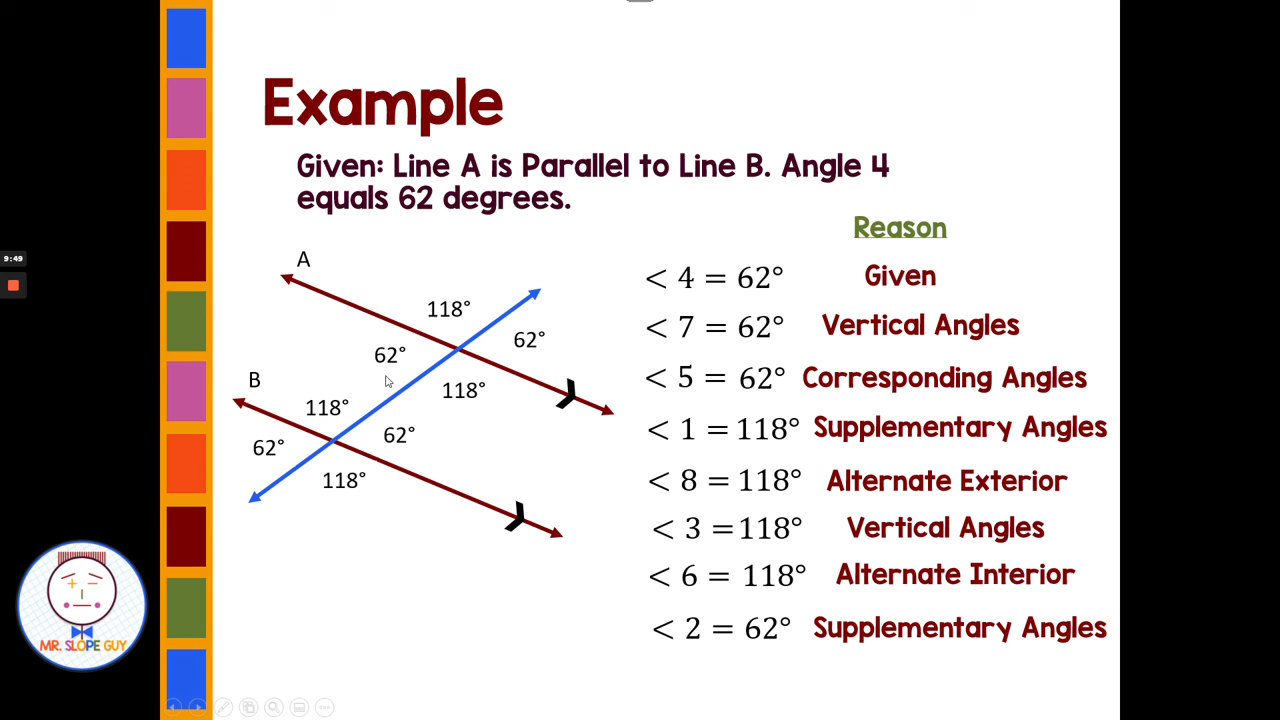 Example
Given: Line A is Parallel to Line B. Angle 4
equals 62 degrees.
Reason
9:49
A
118°
62°
62°
118°
B
118°
62°
62°
118°
< 4 = 62° Given
< 7 = 62° Vertical Angles
< 5 = 62° Corresponding Angles
< 1 = 118° Supplementary Angles
< 8 = 118° Alternate Exterior
< 3 = 118° Vertical Angles
< 6 = 118° Alternate Interior
< 2 = 62° Supplementary Angles
MR. SLOPE GUY